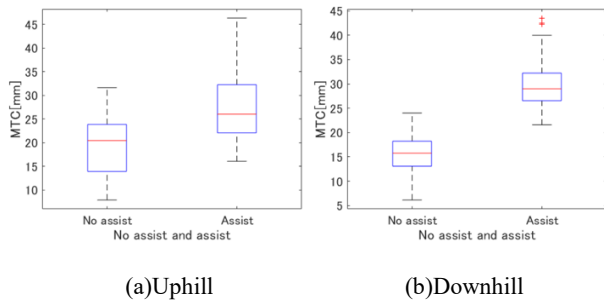 MTC[mm]
45
40
35
30
25
20
15
10
No assist
Assist
No assist and assist
(a)Uphill
MTC[mm]
45
40
35
30
25
20
15
10
5
No assist
Assist
No assist and assist
(b)Downhill